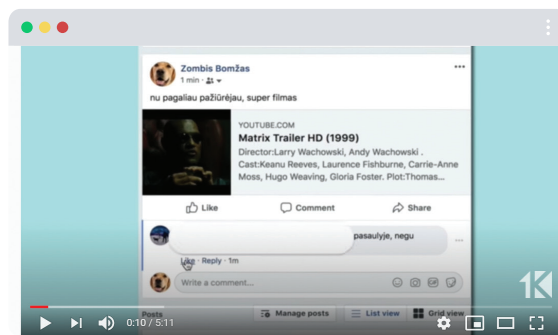 Zombis Bomžas
1 min
nu pagaliau pažiūrėjau, super filmas
YOUTUBE.COM
Matrix Trailer HD (1999)
Director:Larry Wachowski, Andy Wachowski .
Cast:Keanu Reeves, Laurence Fishburne, Carrie-Anne
Moss, Hugo Weaving, Gloria Foster. Plot:Thomas...
Like Comment Share
pasaulyje, negu
Like · Reply · 1m
Write a comment...
GIF
1K
Posts Manage posts List view Grid view
0:10 / 5:11